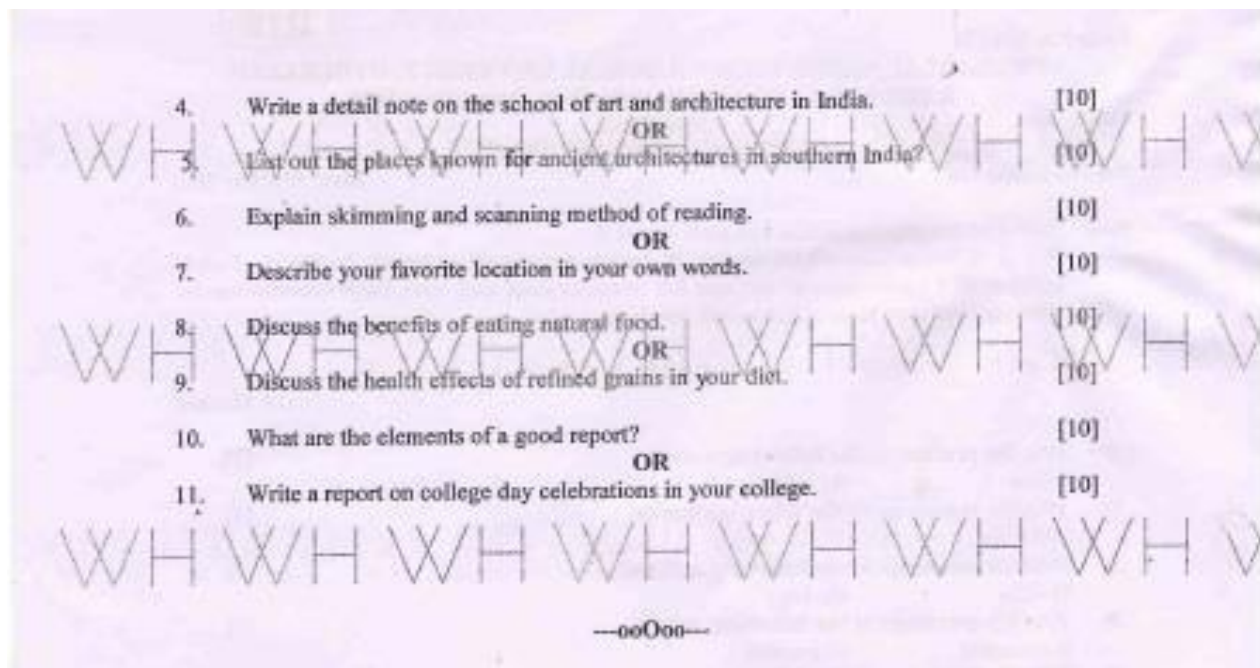 4. Write a detail note on the school of art and architecture in India. [10]
OR
5. List out the places known for ancient architectures in southern India? [10]
6. Explain skimming and scanning method of reading. [10]
OR
7. Describe your favorite location in your own words. [10]
8. Discuss the benefits of eating natural food. [10]
OR
9. Discuss the health effects of refined grains in your diet. [10]
10. What are the elements of a good report? [10]
OR
11. Write a report on college day celebrations in your college. [10]
---ooOoo---